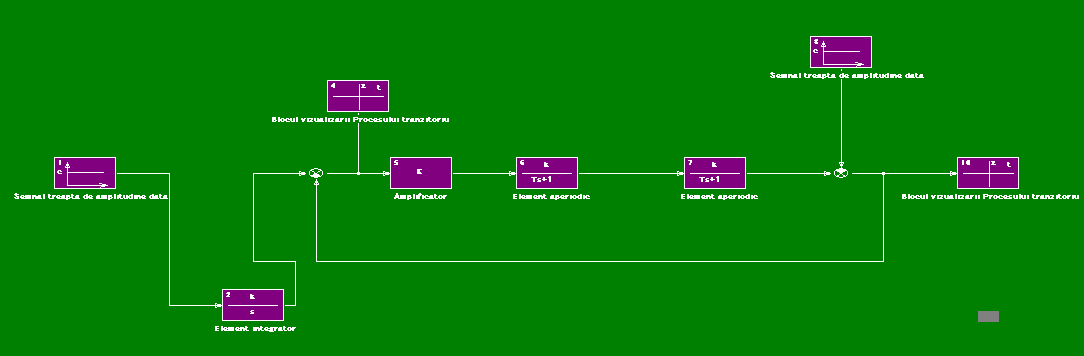 8
c
Semnal treapta de amplitudine data
4 z t
Blocul vizualizarii Procesului tranzitoriu
1
c
Semnal treapta de amplitudine data
5
K
Amplificator
6 k
Ts+1
Element aperiodic
7 k
Ts+1
Element aperiodic
10 z t
Blocul vizualizarii Procesului tranzitoriu
2 k
s
Element integrator